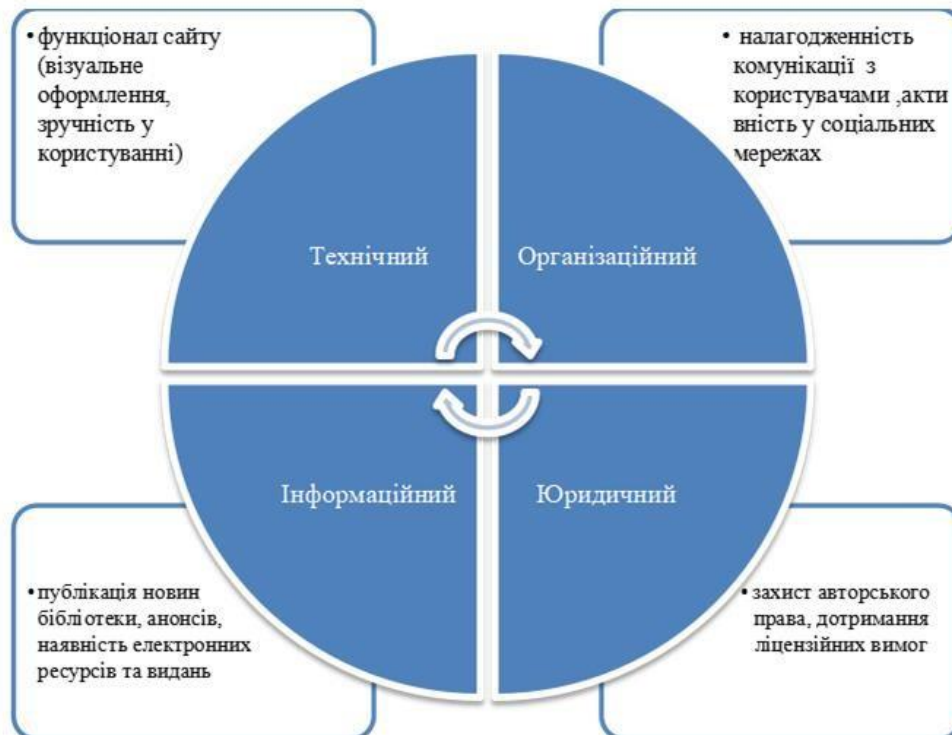 • функціонал сайту
(візуальне
оформлення,
зручність у
користуванні)
• налагодженність
комунікації з
користувачами ,акти
вність у соціальних
мережах
Технічний
Організаційний
Інформаційний
Юридичний
•публікація новин
бібліотеки, анонсів,
наявність електронних
ресурсів та видань
•захист авторського
права, дотримання
ліцензійних вимог